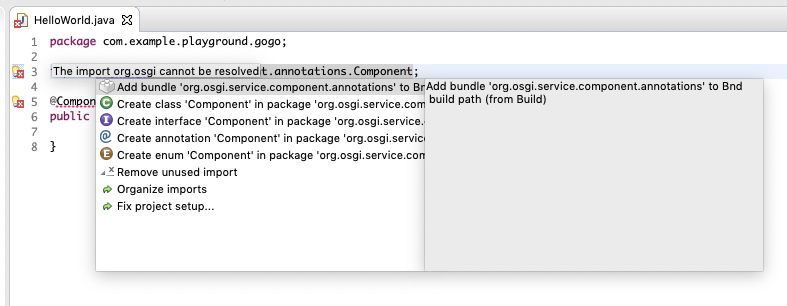 HelloWorld.java
1 package com.example.playground.gogo;
2
3 The import org.osgi cannot be resolved t.annotations.Component;
4 Add bundle 'org.osgi.service.component.annotations' to Bnd
Create class 'Component' in package 'org.osgi.service.com
5 @Compon Create interface 'Component' in package 'org.osgi.service.
6 public Create annotation 'Component' in package 'org.osgi.service
7 Create enum 'Component' in package 'org.osgi.service.com
8 }
Remove unused import
Organize imports
Fix project setup...
Add bundle 'org.osgi.service.component.annotations' to Bnd
build path (from Build)